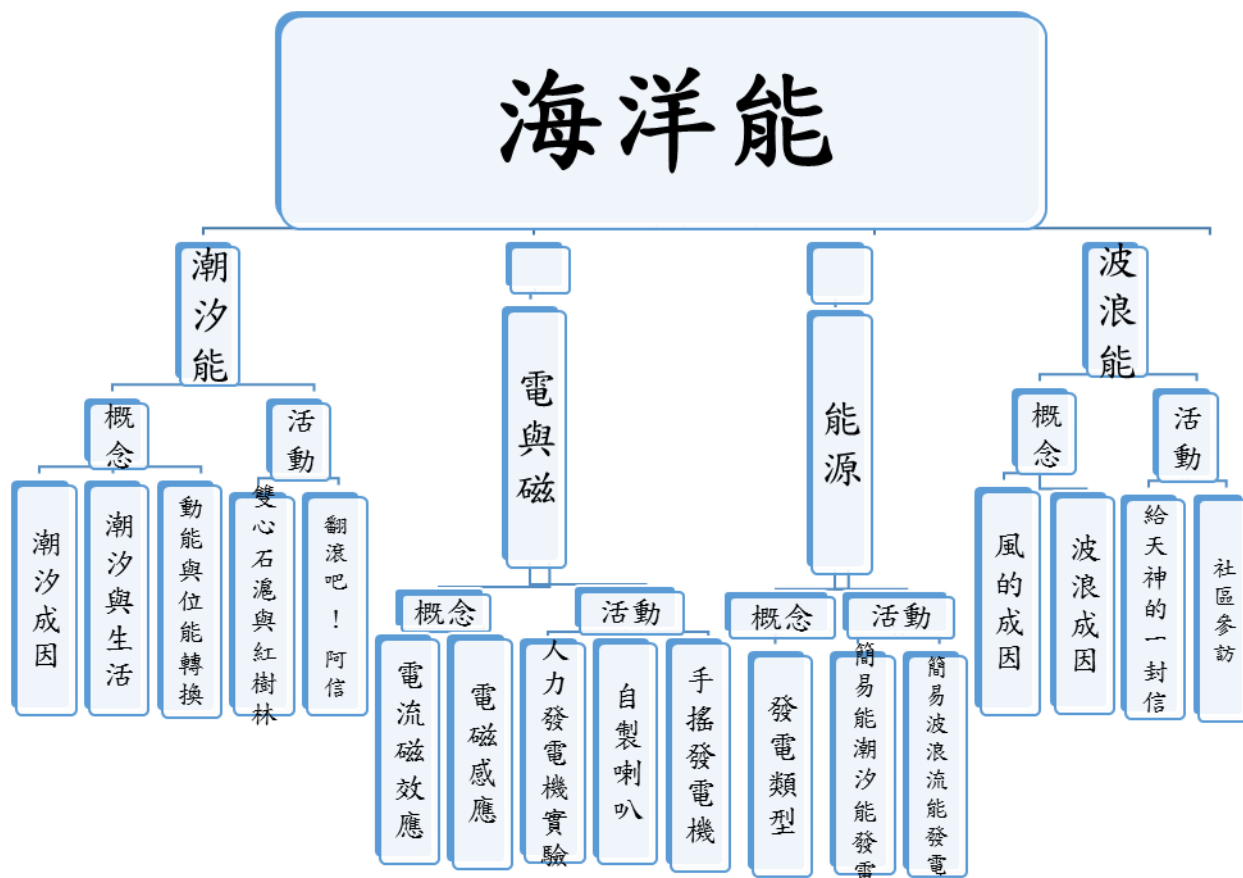 海洋能
潮汐能
電與磁
能源
波浪能
概念
活動
概念
活動
概念
活動
概念
活動
潮汐成因
潮汐與生活
動能與位能轉換
雙心石滬與紅樹林
翻滾吧！阿信
電流磁效應
電磁感應
人力發電機實驗
自製喇叭
手搖發電機
發電類型
簡易能潮汐能發電
簡易波浪流能發電
風的成因
波浪成因
給天神的一封信
社區參訪